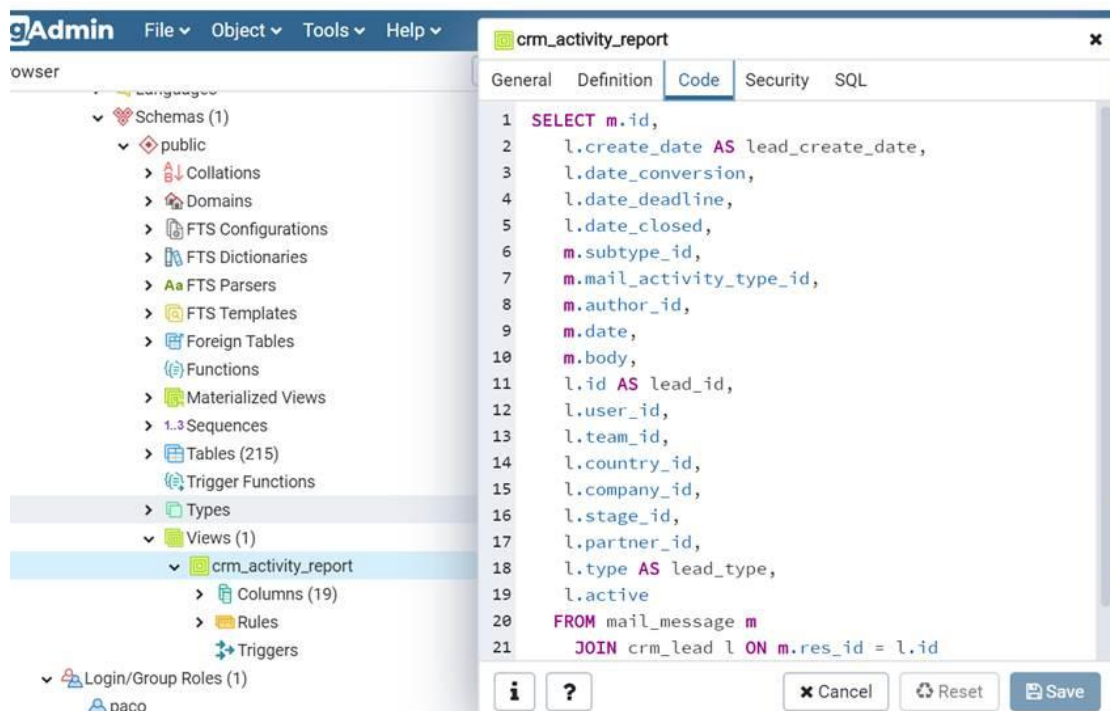 gAdmin File Object Tools Help
owser
Languages
Schemas (1)
public
Collations
Domains
FTS Configurations
FTS Dictionaries
Aa FTS Parsers
FTS Templates
Foreign Tables
Functions
Materialized Views
1..3 Sequences
Tables (215)
Trigger Functions
Types
Views (1)
crm_activity_report
Columns (19)
Rules
Triggers
Login/Group Roles (1)
paco
crm_activity_report
General Definition Code Security SQL
1 SELECT m.id,
2 l.create_date AS lead_create_date,
3 l.date_conversion,
4 l.date_deadline,
5 l.date_closed,
6 m.subtype_id,
7 m.mail_activity_type_id,
8 m.author_id,
9 m.date,
10 m.body,
11 l.id AS lead_id,
12 l.user_id,
13 l.team_id,
14 l.country_id,
15 l.company_id,
16 l.stage_id,
17 l.partner_id,
18 l.type AS lead_type,
19 l.active
20 FROM mail_message m
21 JOIN crm_lead l ON m.res_id = l.id
i ? Cancel Reset Save